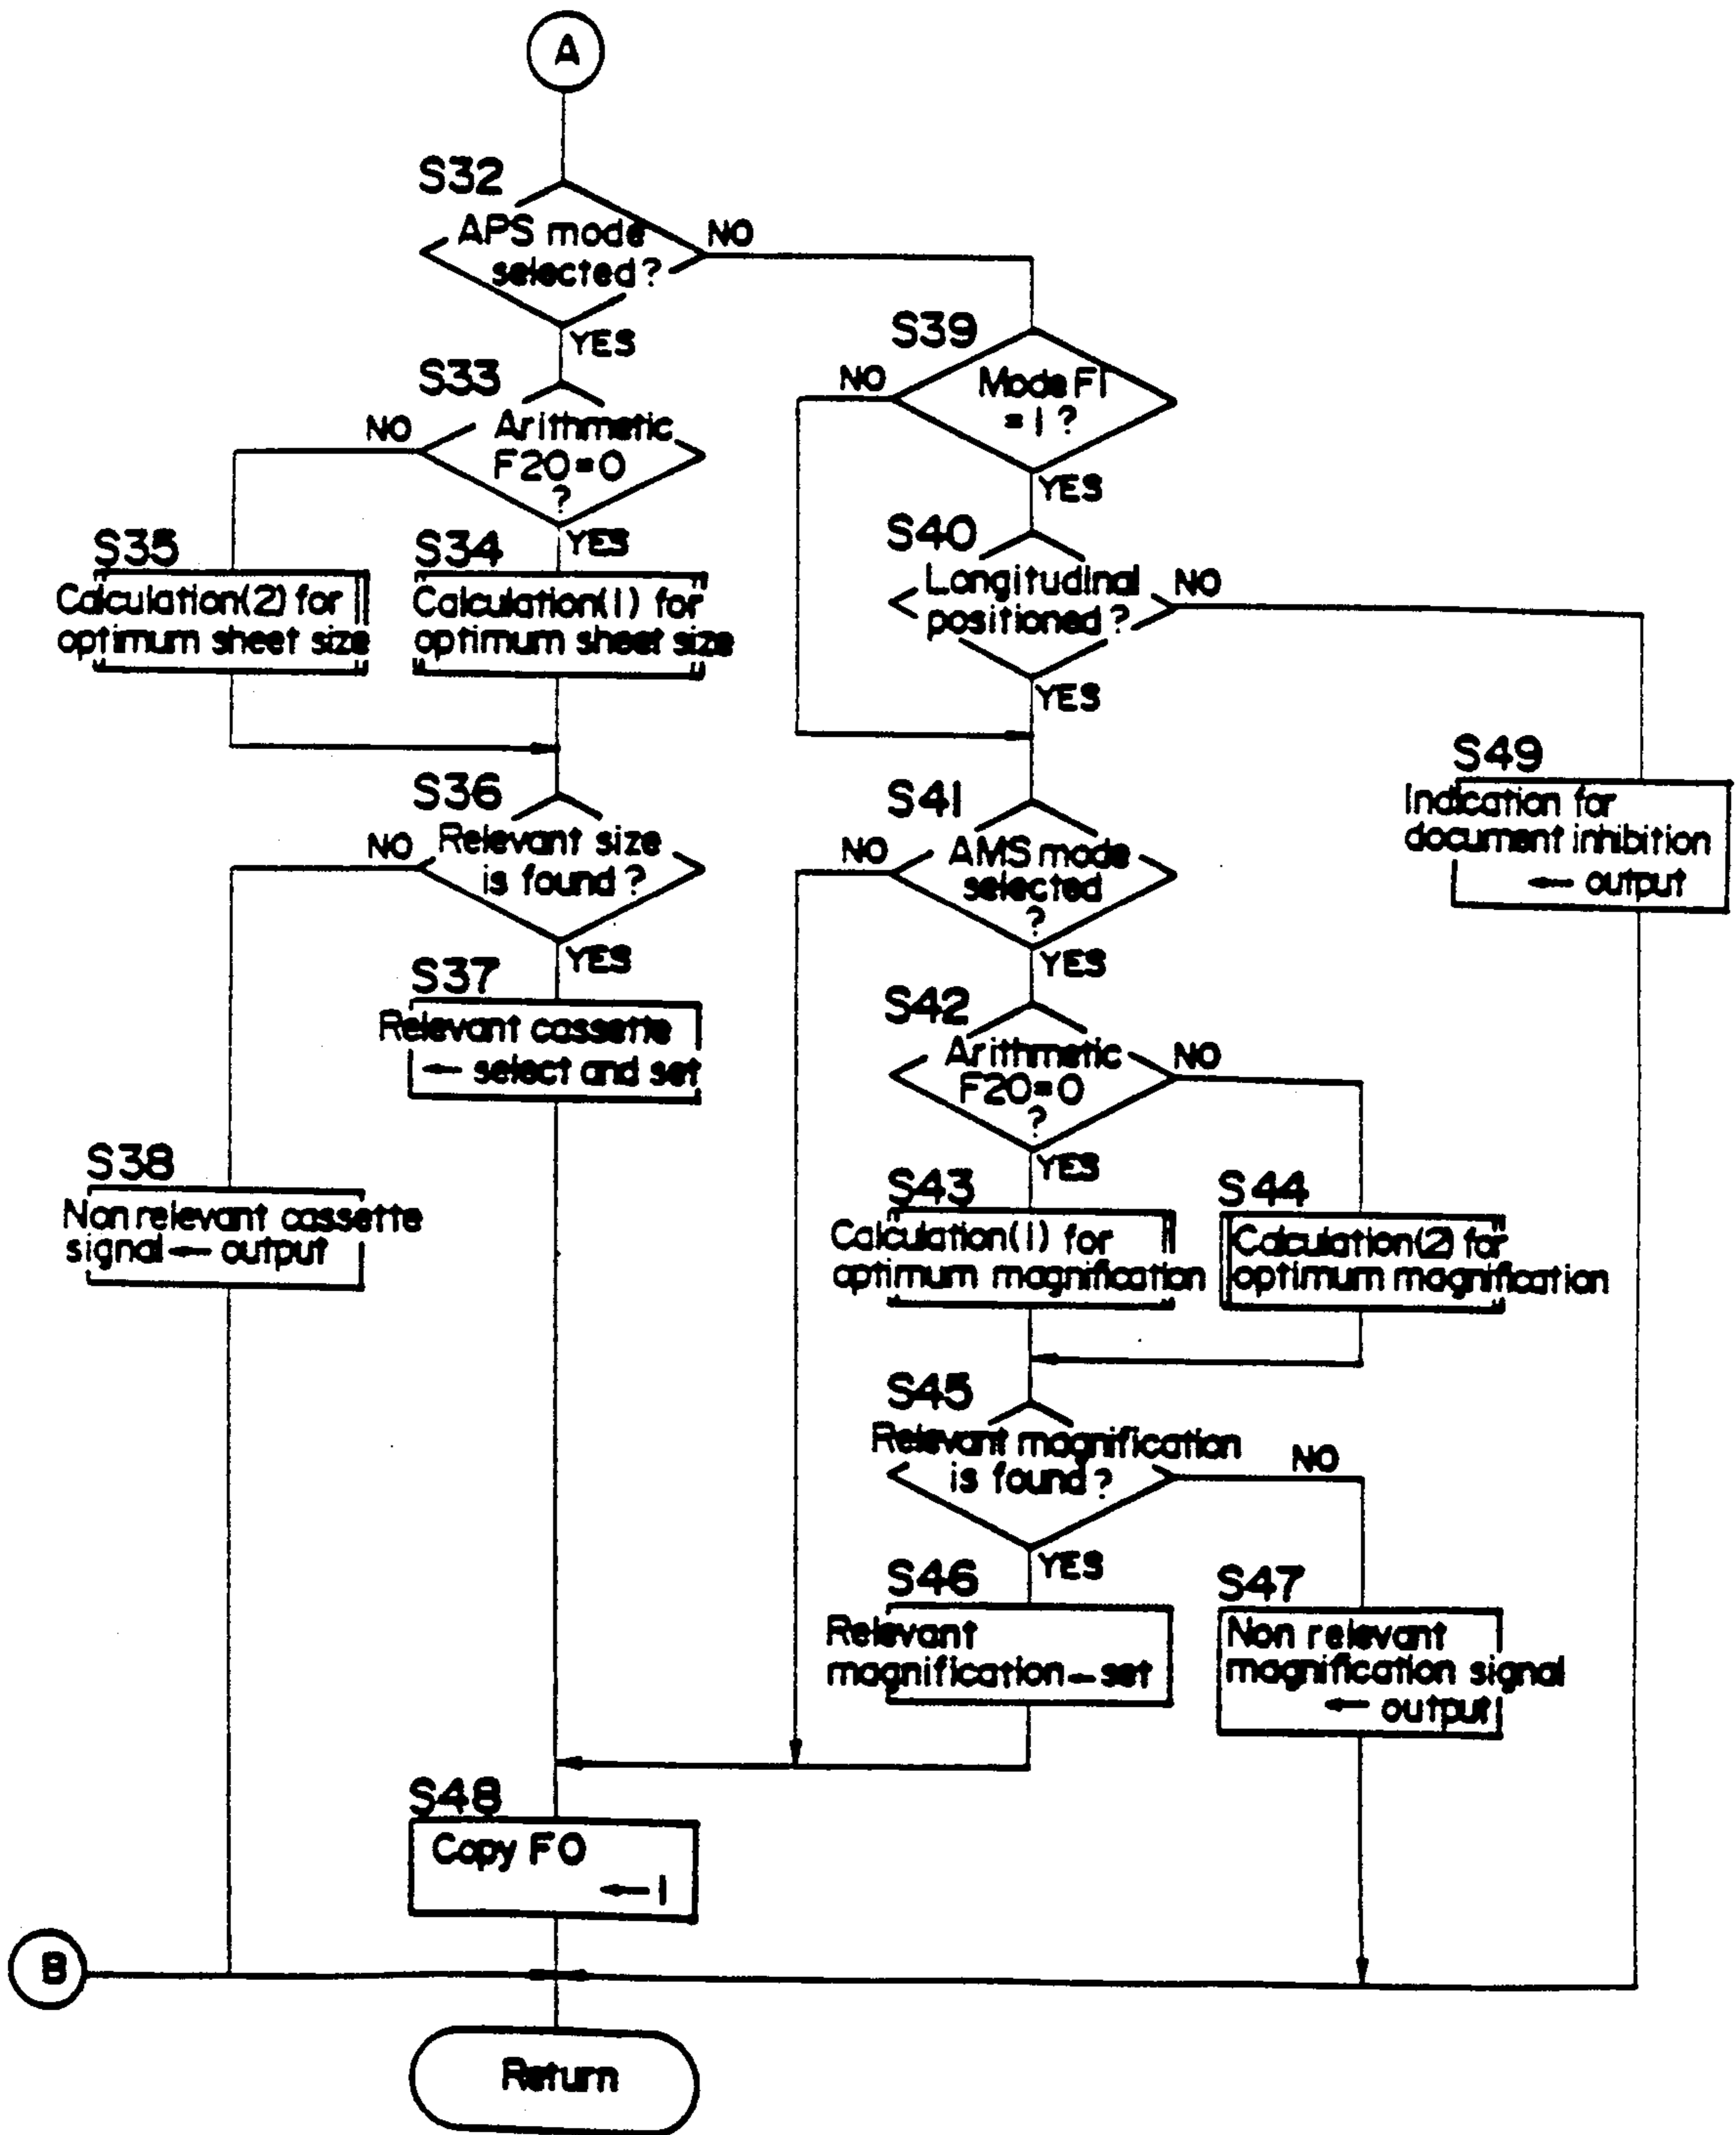 A
S32
APS mode
selected?
NO
YES
S33
Arithmetic
F20=0
?
NO
YES
S35
Calculation(2) for
optimum sheet size
S34
Calculation(1) for
optimum sheet size
S36
Relevant size
is found?
NO
YES
S37
Relevant cassette
← select and set
S38
Non relevant cassette
signal ← output
S39
Mode F1
=1?
NO
YES
S40
Longitudinal
positioned?
NO
YES
S49
Indication for
document inhibition
← output
S41
AMS mode
selected
?
NO
YES
S42
Arithmetic
F20=0
?
NO
YES
S43
Calculation(1) for
optimum magnification
S44
Calculation(2) for
optimum magnification
S45
Relevant magnification
is found?
NO
YES
S46
Relevant
magnification ← set
S47
Non relevant
magnification signal
← output
S48
Copy F0
← 1
B
Return